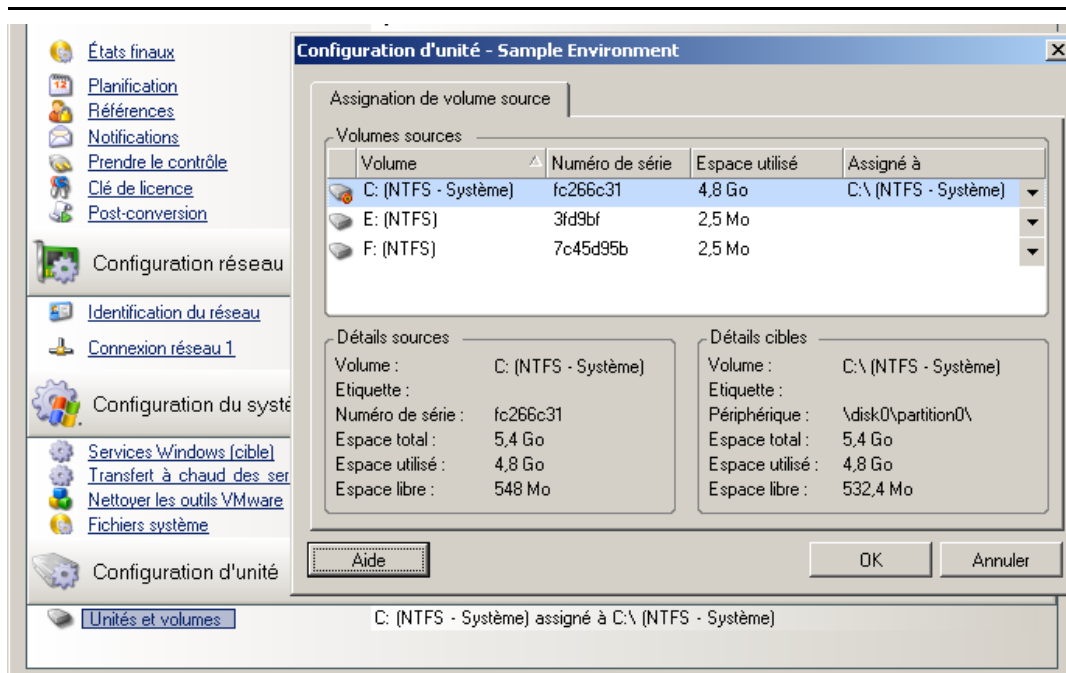 États finaux
Planification
Références
Notifications
Prendre le contrôle
Clé de licence
Post-conversion
Configuration réseau
Identification du réseau
Connexion réseau 1
Configuration du systè
Services Windows (cible)
Transfert à chaud des ser
Nettoyer les outils VMware
Fichiers système
Configuration d'unité
Unités et volumes
C: (NTFS - Système) assigné à C:\ (NTFS - Système)
Configuration d'unité - Sample Environment
Assignation de volume source
Volumes sources
Volume Numéro de série Espace utilisé Assigné à
C: (NTFS - Système) fc266c31 4,8 Go C:\ (NTFS - Système)
E: (NTFS) 3fd9bf 2,5 Mo
F: (NTFS) 7c45d95b 2,5 Mo
Détails sources
Volume : C: (NTFS - Système)
Etiquette :
Numéro de série : fc266c31
Espace total : 5,4 Go
Espace utilisé : 4,8 Go
Espace libre : 548 Mo
Détails cibles
Volume : C:\ (NTFS - Système)
Etiquette :
Périphérique : \disk0\partition0\
Espace total : 5,4 Go
Espace utilisé : 4,8 Go
Espace libre : 532,4 Mo
Aide
OK
Annuler